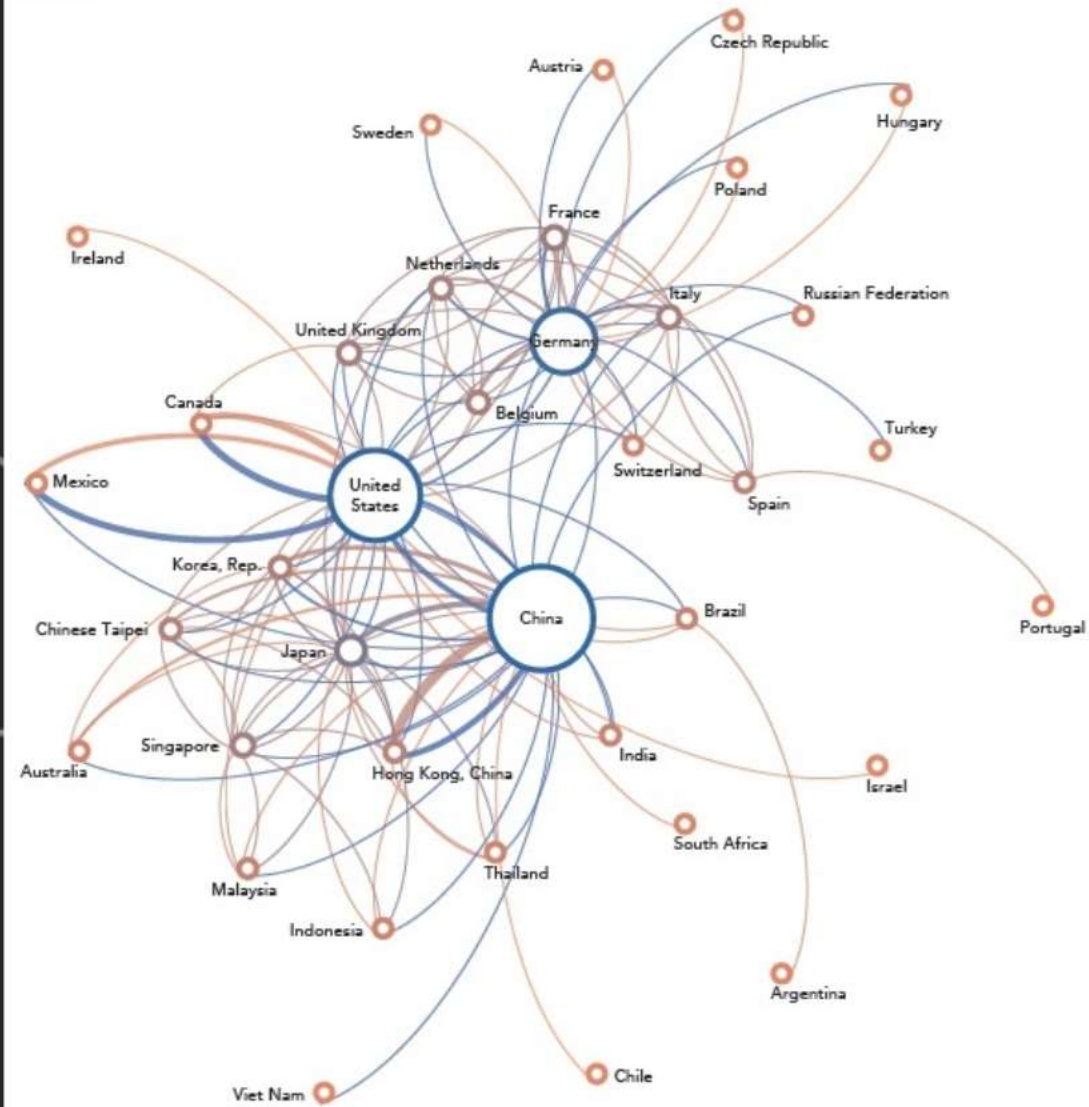 Czech Republic
Austria
Hungary
Sweden
Poland
France
Ireland
Netherlands
Italy
Russian Federation
United Kingdom
Germany
Canada
Belgium
Turkey
Switzerland
Mexico
United
States
Spain
Korea, Rep.
Brazil
China
Chinese Taipei
Portugal
Japan
Singapore
India
Australia
Hong Kong, China
Israel
South Africa
Thailand
Malaysia
Indonesia
Argentina
Chile
Viet Nam